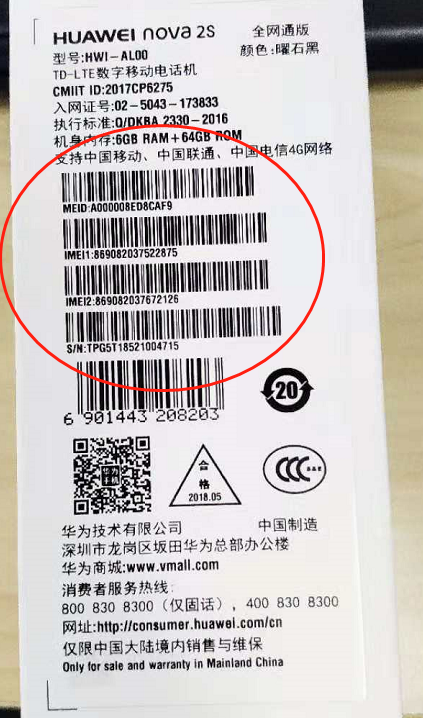 HUAWEI nova 2S 全网通版
型号:HWI-AL00 颜色:曜石黑
TD-LTE数字移动电话机
CMIIT ID:2017CP6275
入网证号:02-5043-173833
执行标准:Q/DKBA 2330-2016
机身内存:6GB RAM+64GB ROM
支持中国移动、中国联通、中国电信4G网络
MEID:A000008ED8CAF9
IMEI1:869082037522875
IMEI2:869082037672126
S/N:TPG5T18521004715
6 901443 208203
20
华为
手机
合
格
2018.05
CCC
S&E
华为技术有限公司 中国制造
深圳市龙岗区坂田华为总部办公楼
华为商城:www.vmall.com
消费者服务热线:
800 830 8300（仅固话）, 400 830 8300
网址:http://consumer.huawei.com/cn
仅限中国大陆境内销售与维保
Only for sale and warranty in Mainland China